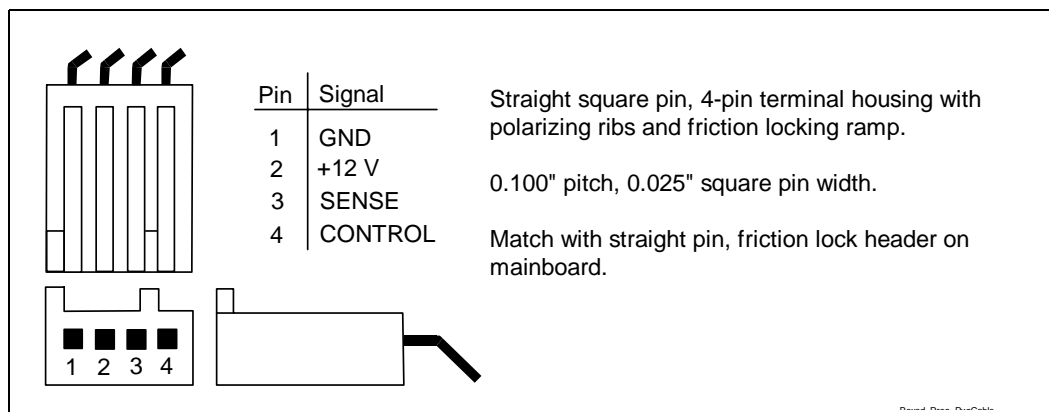 Pin Signal
1 GND
2 +12 V
3 SENSE
4 CONTROL
Straight square pin, 4-pin terminal housing with
polarizing ribs and friction locking ramp.
0.100" pitch, 0.025" square pin width.
Match with straight pin, friction lock header on
mainboard.
1 2 3 4